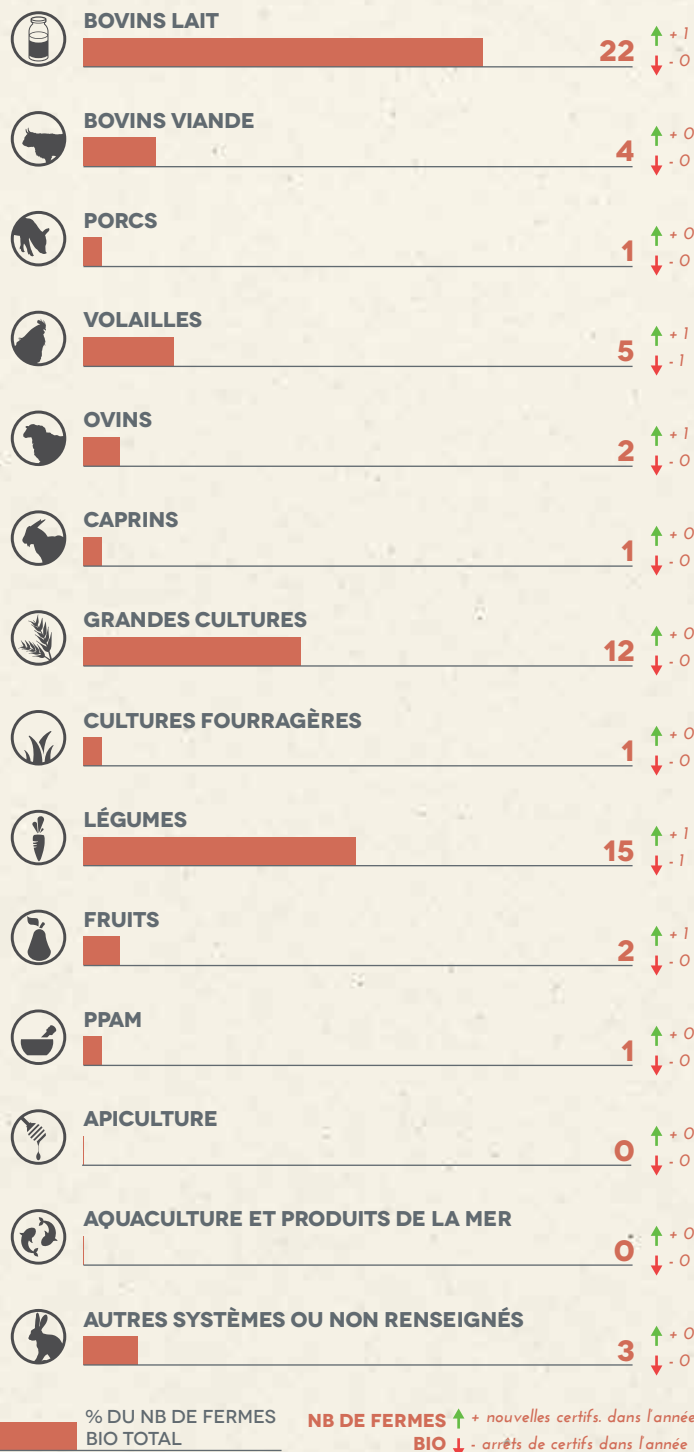 BOVINS LAIT
22
+ 1
- 0
BOVINS VIANDE
4
+ 0
- 0
PORCS
1
+ 0
- 0
VOLAILLES
5
+ 1
- 1
OVINS
2
+ 1
- 0
CAPRINS
1
+ 0
- 0
GRANDES CULTURES
12
+ 0
- 0
CULTURES FOURRAGÈRES
1
+ 0
- 0
LÉGUMES
15
+ 1
- 1
FRUITS
2
+ 1
- 0
PPAM
1
+ 0
- 0
APICULTURE
0
+ 0
- 0
AQUACULTURE ET PRODUITS DE LA MER
0
+ 0
- 0
AUTRES SYSTÈMES OU NON RENSEIGNÉS
3
+ 0
- 0
% DU NB DE FERMES
BIO TOTAL
NB DE FERMES
BIO
+ nouvelles certifs. dans l'année
- arrêts de certifs dans l'année